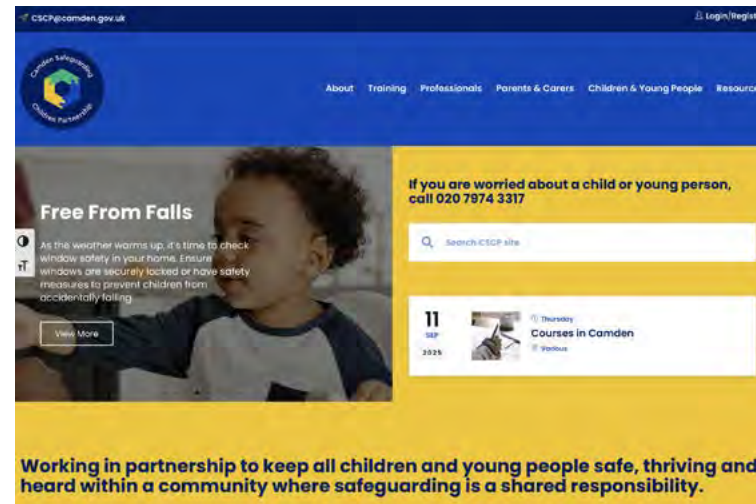 CSCP@camden.gov.uk
Login/Regist
Camden Safeguarding
Children Partnership
About Training Professionals Parents & Carers Children & Young People Resource
Free From Falls
As the weather warms up, it's time to check
window safety in your home. Ensure
windows are securely locked or have safety
measures to prevent children from
accidentally falling
View More
If you are worried about a child or young person,
call 020 7974 3317
Search CSCP site
11
SEP
2025
Thursday
Courses in Camden
Various
Working in partnership to keep all children and young people safe, thriving and
heard within a community where safeguarding is a shared responsibility.